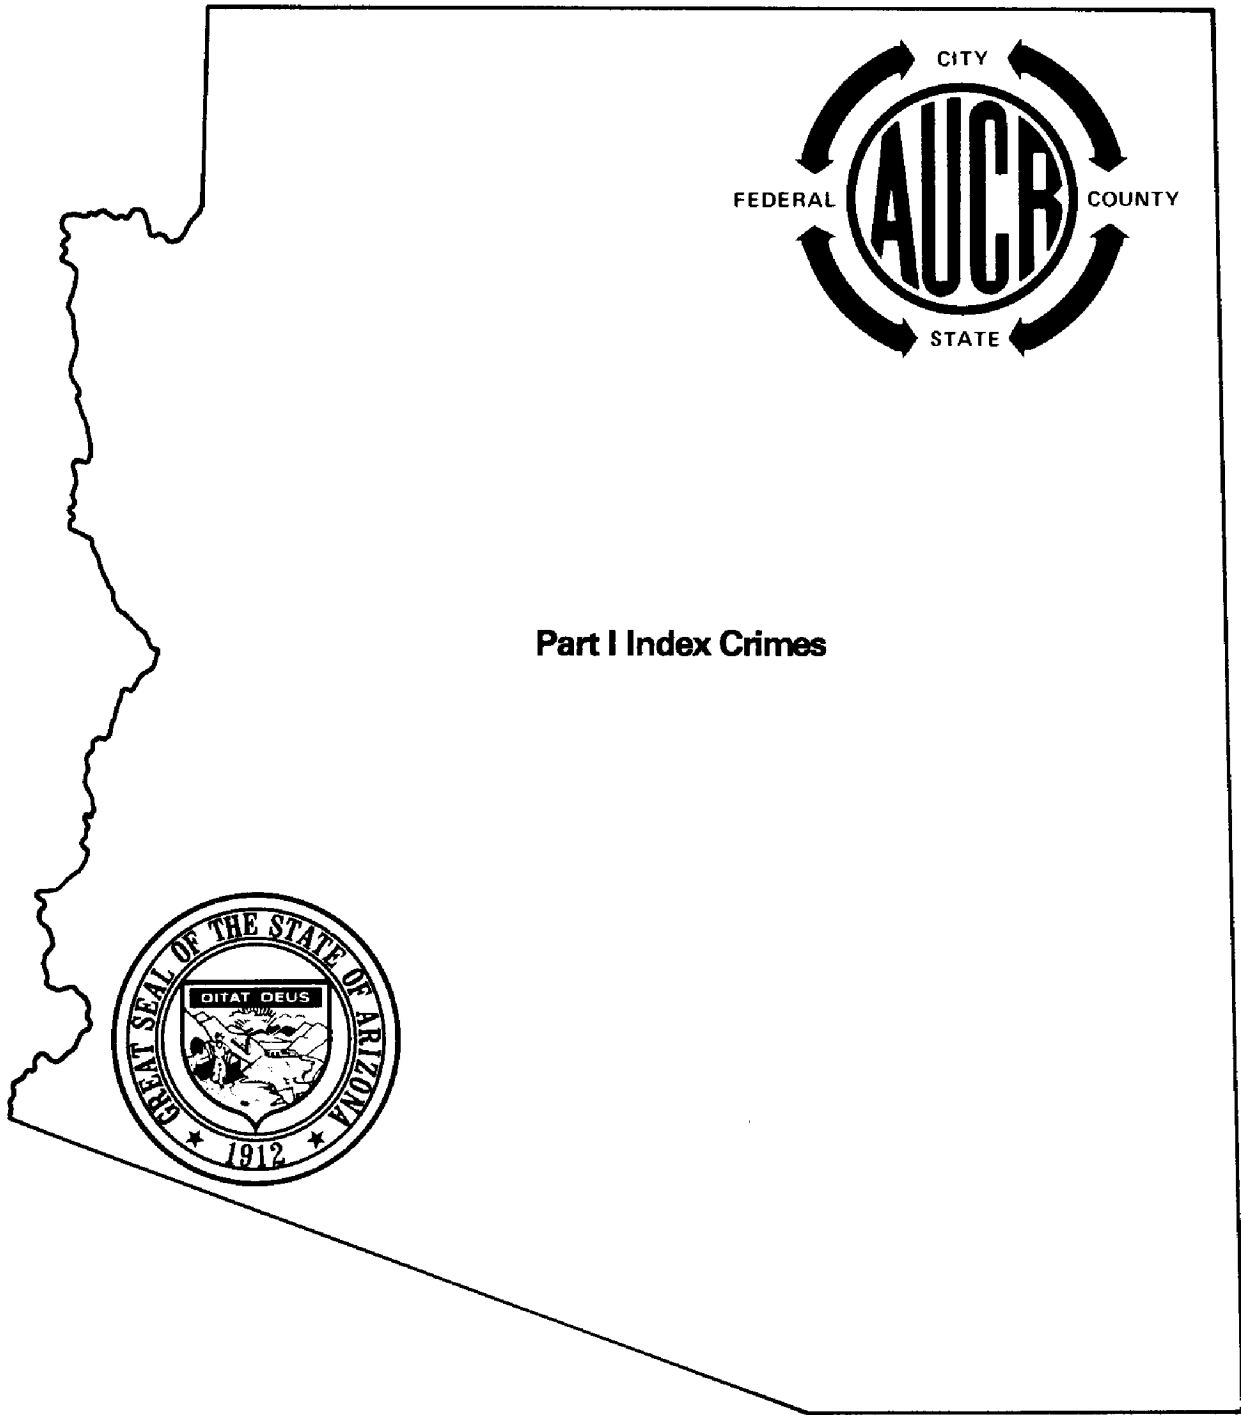 CITY
FEDERAL
AUCR
COUNTY
STATE
Part I Index Crimes
GREAT SEAL OF THE STATE OF ARIZONA
DITAT DEUS
1912